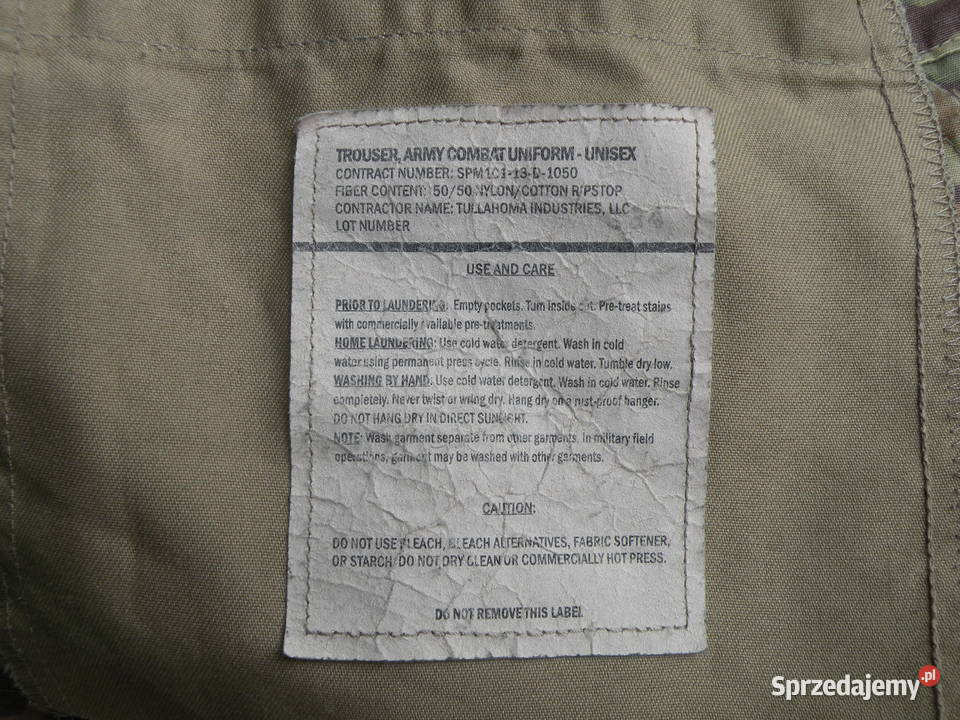 TROUSER, ARMY COMBAT UNIFORM - UNISEX
CONTRACT NUMBER: SPM1C1-13-D-1050
FIBER CONTENT: 50/50 NYLON/COTTON RIPSTOP
CONTRACTOR NAME: TULLAHOMA INDUSTRIES, LLC
LOT NUMBER
USE AND CARE
PRIOR TO LAUNDERING: Empty pockets. Turn inside out. Pre-treat stains
with commercially available pre-treatments.
HOME LAUNDERING: Use cold water detergent. Wash in cold
water using permanent press cycle. Rinse in cold water. Tumble dry low.
WASHING BY HAND: Use cold water detergent. Wash in cold water. Rinse
completely. Never twist or wring dry. Hang dry on a rust-proof hanger.
DO NOT HANG DRY IN DIRECT SUNLIGHT.
NOTE: Wash garment separate from other garments. In military field
operations, garment may be washed with other garments.
CAUTION:
DO NOT USE BLEACH, BLEACH ALTERNATIVES, FABRIC SOFTENER,
OR STARCH. DO NOT DRY CLEAN OR COMMERCIALLY HOT PRESS.
DO NOT REMOVE THIS LABEL
Sprzedajemy.pl